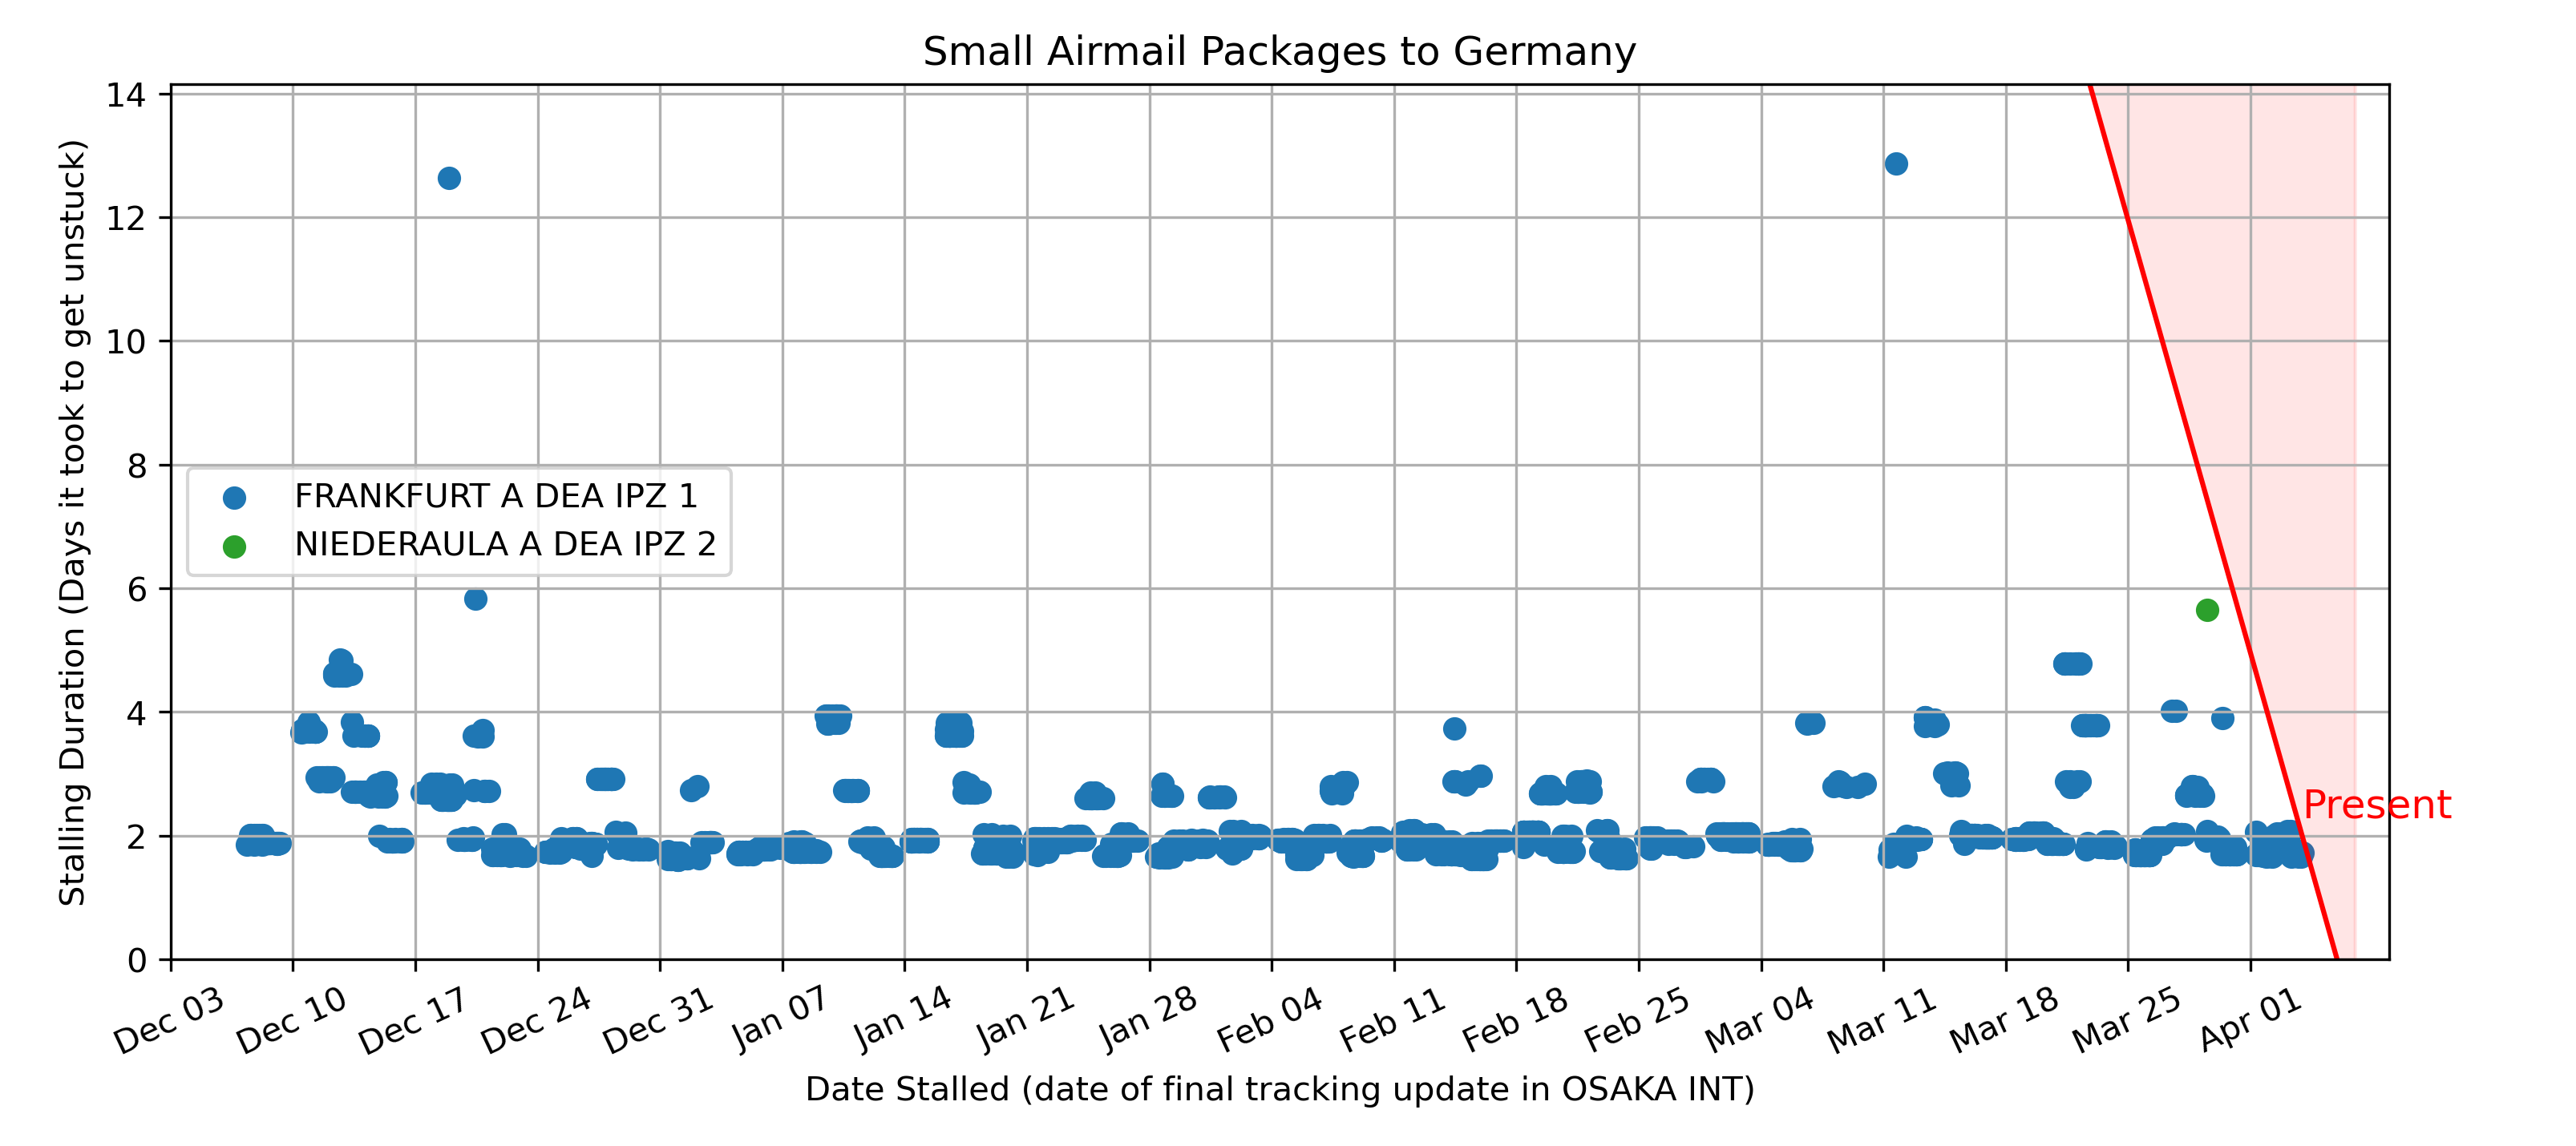 Small Airmail Packages to Germany
Stalling Duration (Days it took to get unstuck)
14
12
10
8
6
4
2
0
FRANKFURT A DEA IPZ 1
NIEDERAULA A DEA IPZ 2
Present
Dec 03
Dec 10
Dec 17
Dec 24
Dec 31
Jan 07
Jan 14
Jan 21
Jan 28
Feb 04
Feb 11
Feb 18
Feb 25
Mar 04
Mar 11
Mar 18
Mar 25
Apr 01
Date Stalled (date of final tracking update in OSAKA INT)